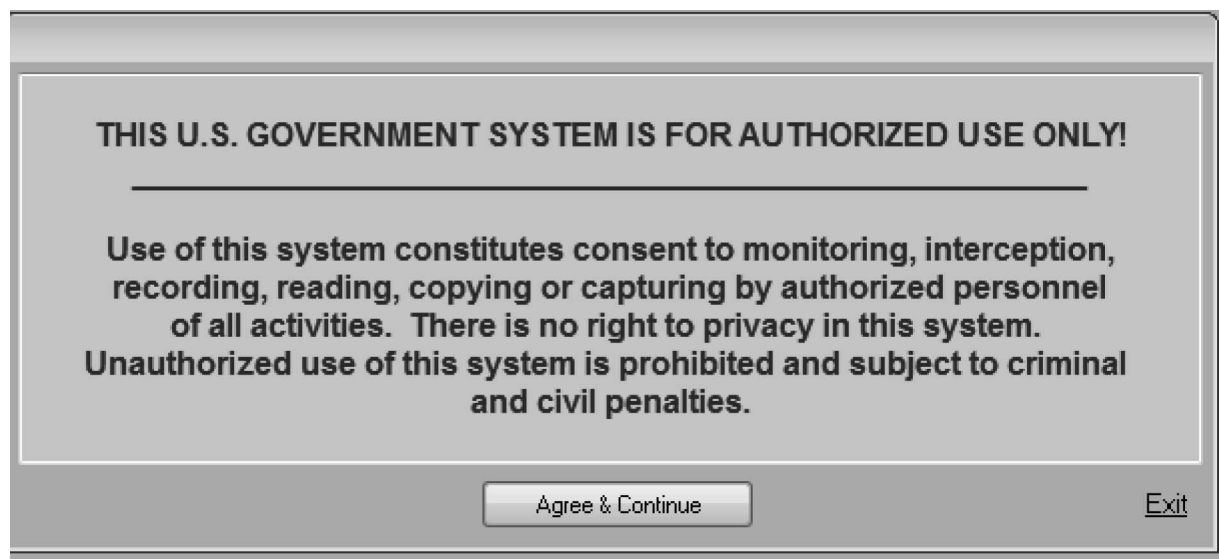 THIS U.S. GOVERNMENT SYSTEM IS FOR AUTHORIZED USE ONLY!
Use of this system constitutes consent to monitoring, interception,
recording, reading, copying or capturing by authorized personnel
of all activities.  There is no right to privacy in this system.
Unauthorized use of this system is prohibited and subject to criminal
and civil penalties.
Agree & Continue
Exit